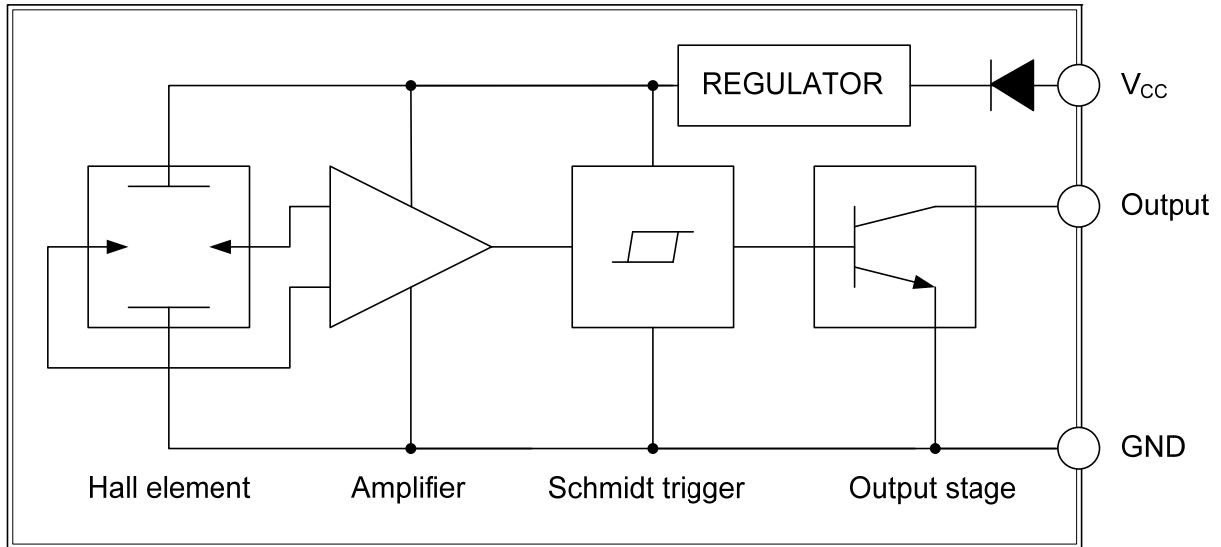 REGULATOR
VCC
Output
GND
Hall element
Amplifier
Schmidt trigger
Output stage